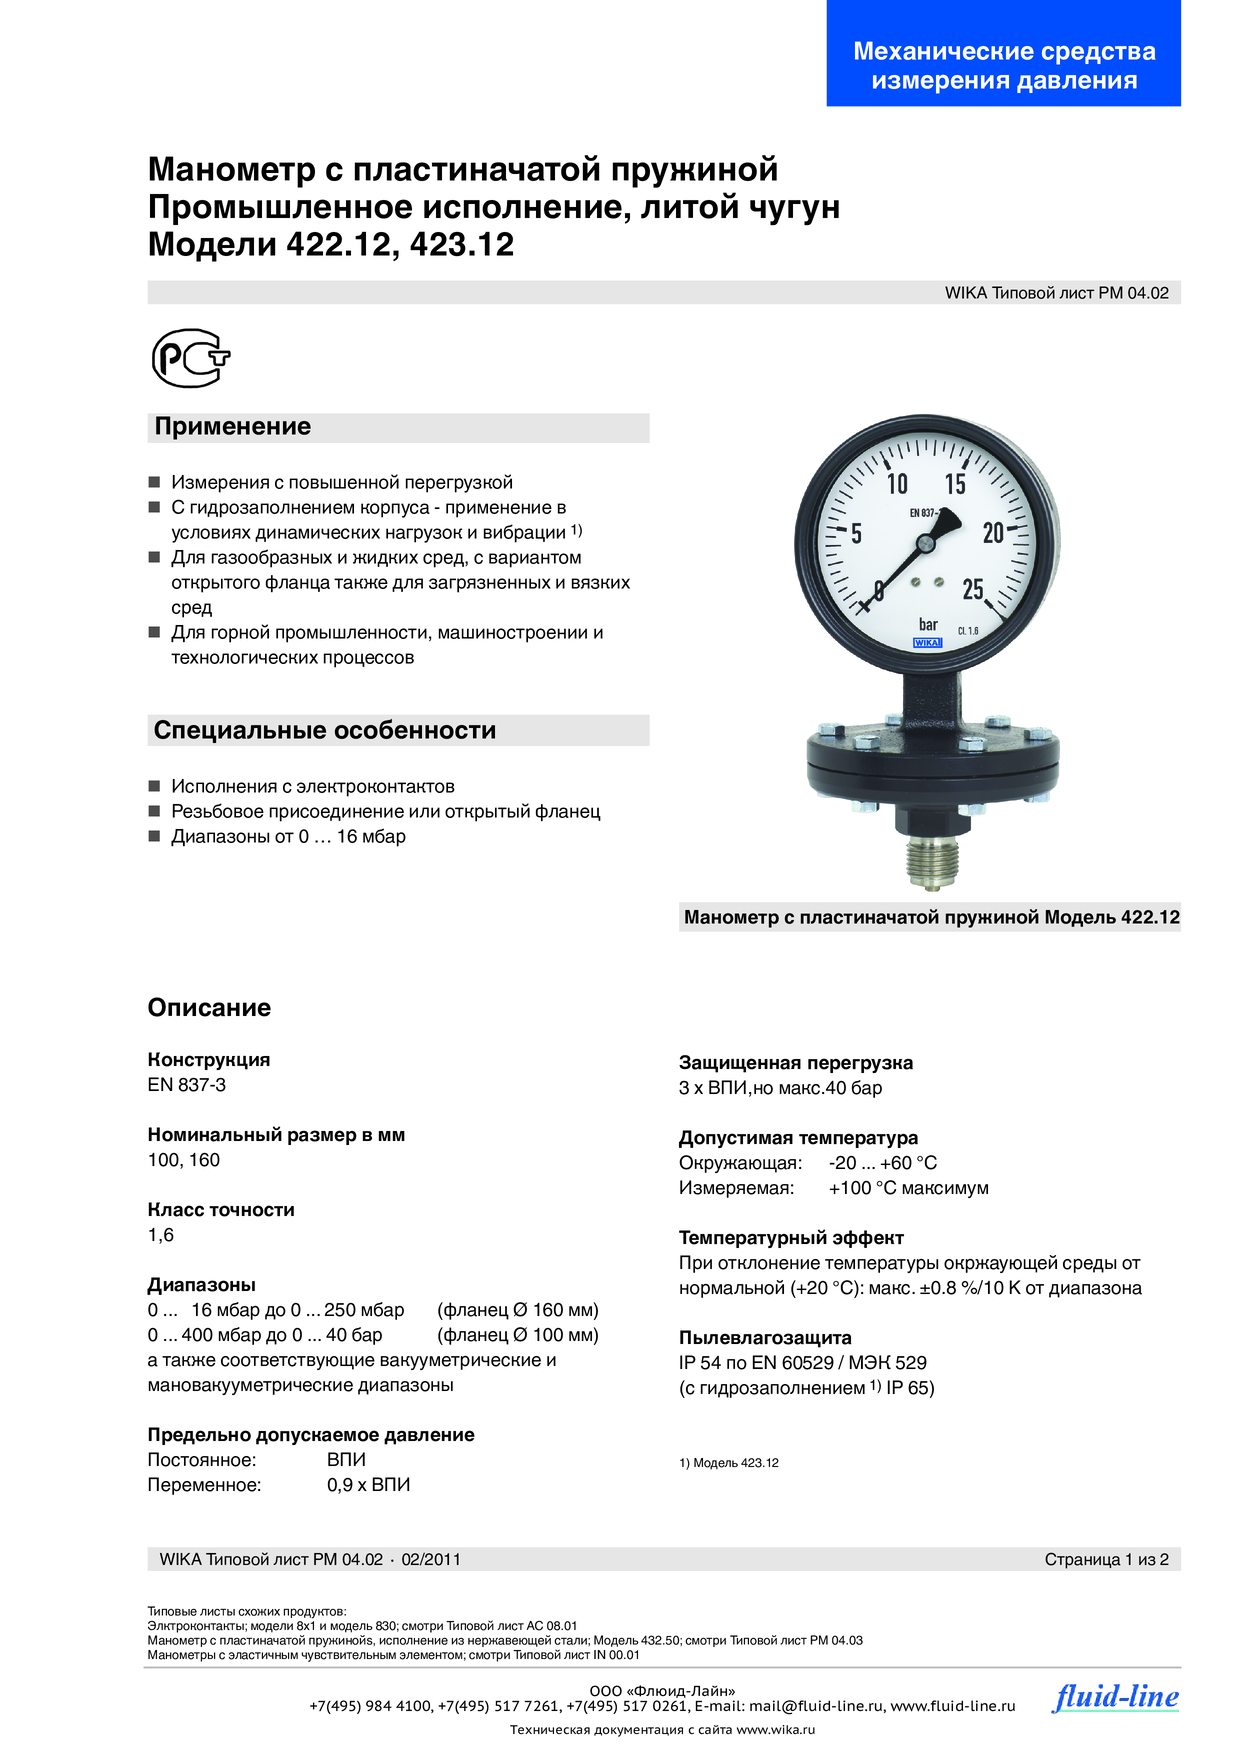 Механические средства
измерения давления
Манометр с пластиначатой пружиной
Промышленное исполнение, литой чугун
Модели 422.12, 423.12
WIKA Типовой лист PM 04.02
Применение
■ Измерения с повышенной перегрузкой
■ С гидрозаполнением корпуса - применение в
условиях динамических нагрузок и вибрации 1)
■ Для газообразных и жидких сред, с вариантом
открытого фланца также для загрязненных и вязких
сред
■ Для горной промышленности, машиностроении и
технологических процессов
Специальные особенности
■ Исполнения с электроконтактов
■ Резьбовое присоединение или открытый фланец
■ Диапазоны от 0 … 16 мбар
10 15
EN 837-
5 20
0 25
bar
Cl. 1.6
WIKA
Манометр с пластиначатой пружиной Модель 422.12
Описание
Конструкция
EN 837-3
Номинальный размер в мм
100, 160
Класс точности
1,6
Диапазоны
0 ... 16 мбар до 0 ... 250 мбар (фланец Ø 160 мм)
0 ... 400 мбар до 0 ... 40 бар (фланец Ø 100 мм)
а также соответствующие вакууметрические и
мановакууметрические диапазоны
Предельно допускаемое давление
Постоянное: ВПИ
Переменное: 0,9 x ВПИ
Защищенная перегрузка
3 x ВПИ,но макс.40 бар
Допустимая температура
Окружающая: -20 ... +60 °C
Измеряемая: +100 °C максимум
Температурный эффект
При отклонение температуры окржаующей среды от
нормальной (+20 °C): макс. ±0.8 %/10 K от диапазона
Пылевлагозащита
IP 54 по EN 60529 / МЭК 529
(с гидрозаполнением 1) IP 65)
1) Модель 423.12
WIKA Типовой лист PM 04.02 · 02/2011 Страница 1 из 2
Типовые листы схожих продуктов:
Элктроконтакты; модели 8x1 и модель 830; смотри Типовой лист AC 08.01
Манометр с пластиначатой пружинойs, исполнение из нержавеющей стали; Модель 432.50; смотри Типовой лист PM 04.03
Манометры с эластичным чувствительным элементом; смотри Типовой лист IN 00.01
ООО «Флюид-Лайн»
+7(495) 984 4100, +7(495) 517 7261, +7(495) 517 0261, E-mail: mail@fluid-line.ru, www.fluid-line.ru
Техническая документация с сайта www.wika.ru
fluid-line